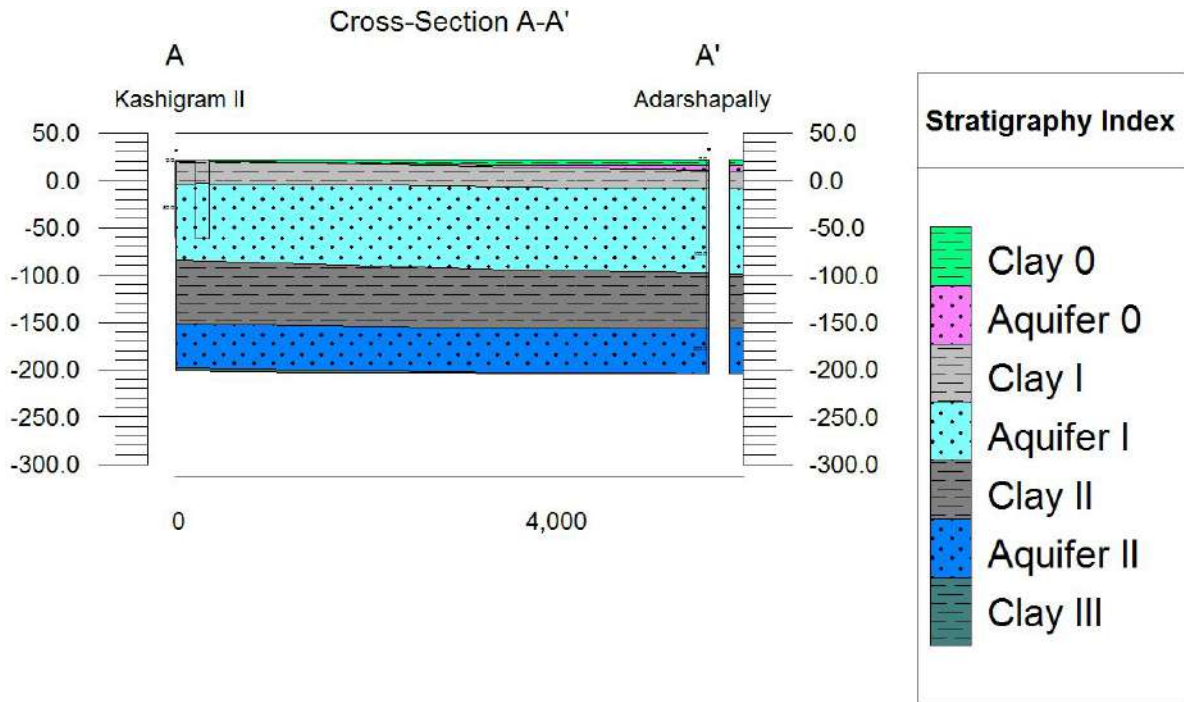 Cross-Section A-A'
A A'
Kashigram II Adarshapally
50.0 50.0
0.0 0.0
-50.0 -50.0
-100.0 -100.0
-150.0 -150.0
-200.0 -200.0
-250.0 -250.0
-300.0 -300.0
0 4,000
Stratigraphy Index
Clay 0
Aquifer 0
Clay I
Aquifer I
Clay II
Aquifer II
Clay III